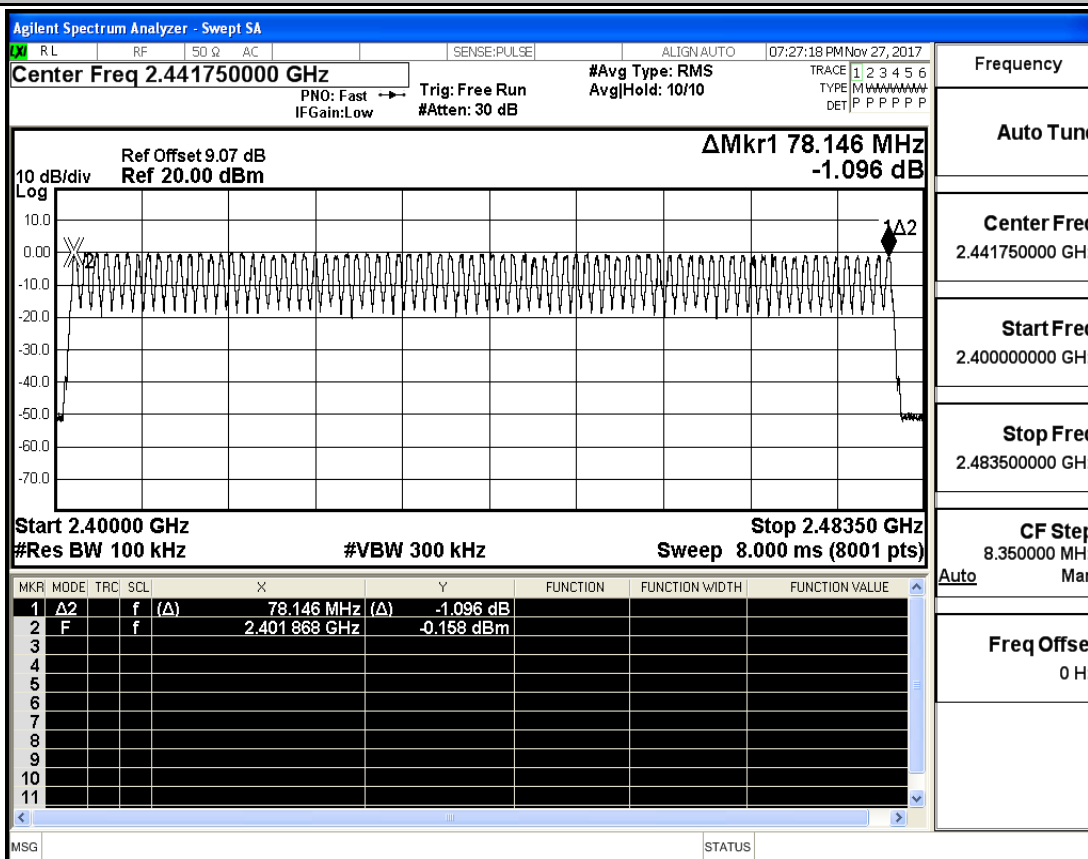 Agilent Spectrum Analyzer - Swept SA
LXI RL RF 50 Ω AC SENSE:PULSE ALIGN AUTO 07:27:18 PM Nov 27, 2017
Center Freq 2.441750000 GHz
PNO: Fast
IFGain:Low
Trig: Free Run
#Atten: 30 dB
#Avg Type: RMS
Avg|Hold: 10/10
TRACE 1 2 3 4 5 6
TYPE M W W W W W
DET P P P P P P
ΔMkr1 78.146 MHz
-1.096 dB
Ref Offset 9.07 dB
10 dB/div Ref 20.00 dBm
Log
10.0
0.00
-10.0
-20.0
-30.0
-40.0
-50.0
-60.0
-70.0
2
1Δ2
Start 2.40000 GHz Stop 2.48350 GHz
#Res BW 100 kHz #VBW 300 kHz Sweep 8.000 ms (8001 pts)
MKR MODE TRC SCL X Y FUNCTION FUNCTION WIDTH FUNCTION VALUE
1 Δ2 f (Δ) 78.146 MHz (Δ) -1.096 dB
2 F f 2.401 868 GHz -0.158 dBm
3
4
5
6
7
8
9
10
11
MSG STATUS
Frequency
Auto Tune
Center Freq
2.441750000 GHz
Start Freq
2.400000000 GHz
Stop Freq
2.483500000 GHz
CF Step
8.350000 MHz
Auto Man
Freq Offset
0 Hz